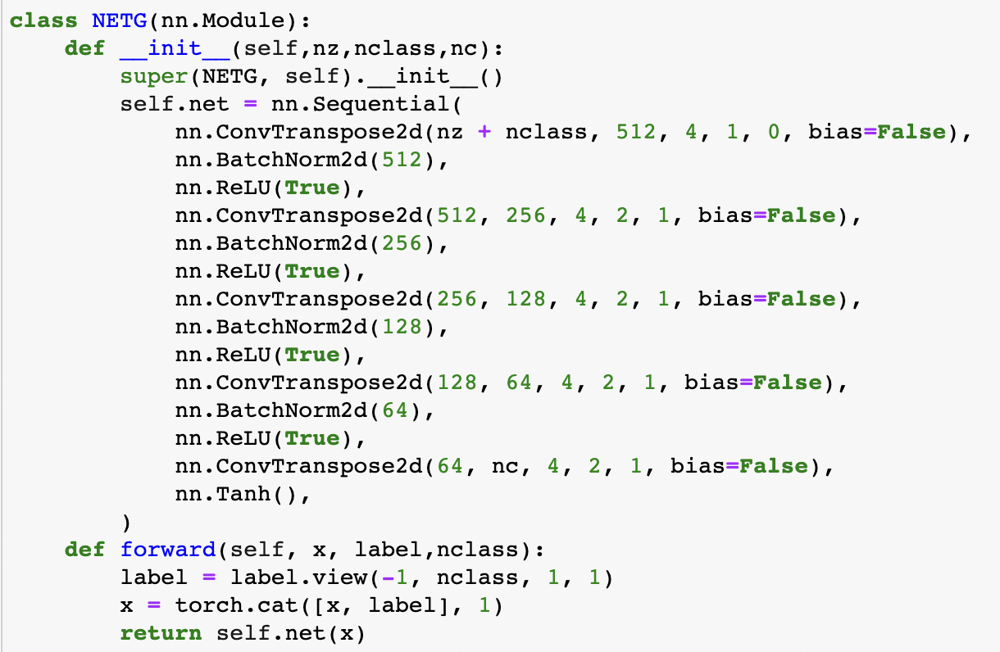 class NETG(nn.Module):
    def __init__(self,nz,nclass,nc):
        super(NETG, self).__init__()
        self.net = nn.Sequential(
            nn.ConvTranspose2d(nz + nclass, 512, 4, 1, 0, bias=False),
            nn.BatchNorm2d(512),
            nn.ReLU(True),
            nn.ConvTranspose2d(512, 256, 4, 2, 1, bias=False),
            nn.BatchNorm2d(256),
            nn.ReLU(True),
            nn.ConvTranspose2d(256, 128, 4, 2, 1, bias=False),
            nn.BatchNorm2d(128),
            nn.ReLU(True),
            nn.ConvTranspose2d(128, 64, 4, 2, 1, bias=False),
            nn.BatchNorm2d(64),
            nn.ReLU(True),
            nn.ConvTranspose2d(64, nc, 4, 2, 1, bias=False),
            nn.Tanh(),
        )
    def forward(self, x, label,nclass):
        label = label.view(-1, nclass, 1, 1)
        x = torch.cat([x, label], 1)
        return self.net(x)